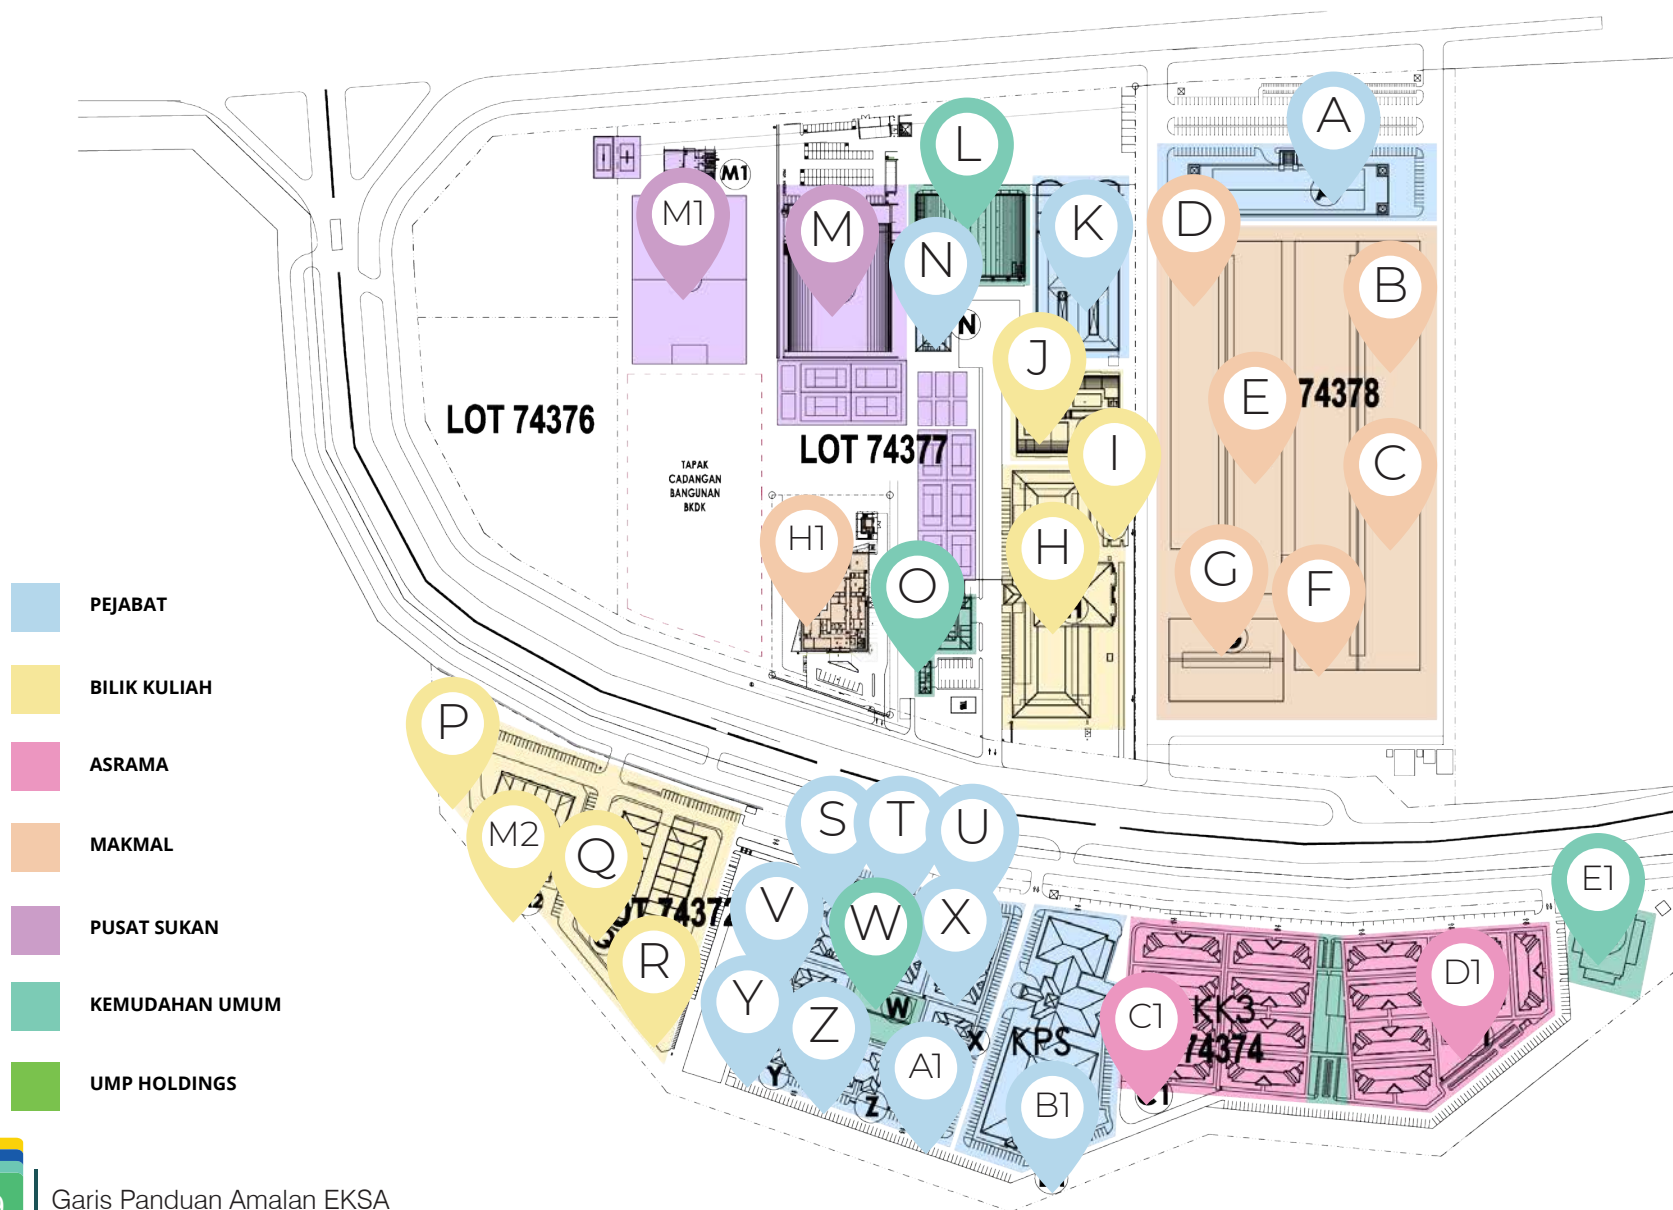 A
L
M1
M1
M
D
K
N
B
N
J
LOT 74376
E
74378
LOT 74377
I
C
TAPAK
CADANGAN
BANGUNAN
BKDK
H1
H
G
F
O
PEJABAT
BILIK KULIAH
ASRAMA
MAKMAL
PUSAT SUKAN
KEMUDAHAN UMUM
UMP HOLDINGS
P
M2
Q
R
S
T
U
V
W
X
W
X
Y
Y
Z
Z
A1
KPS
B1
C1
KK3
74374
D1
E1
Garis Panduan Amalan EKSA